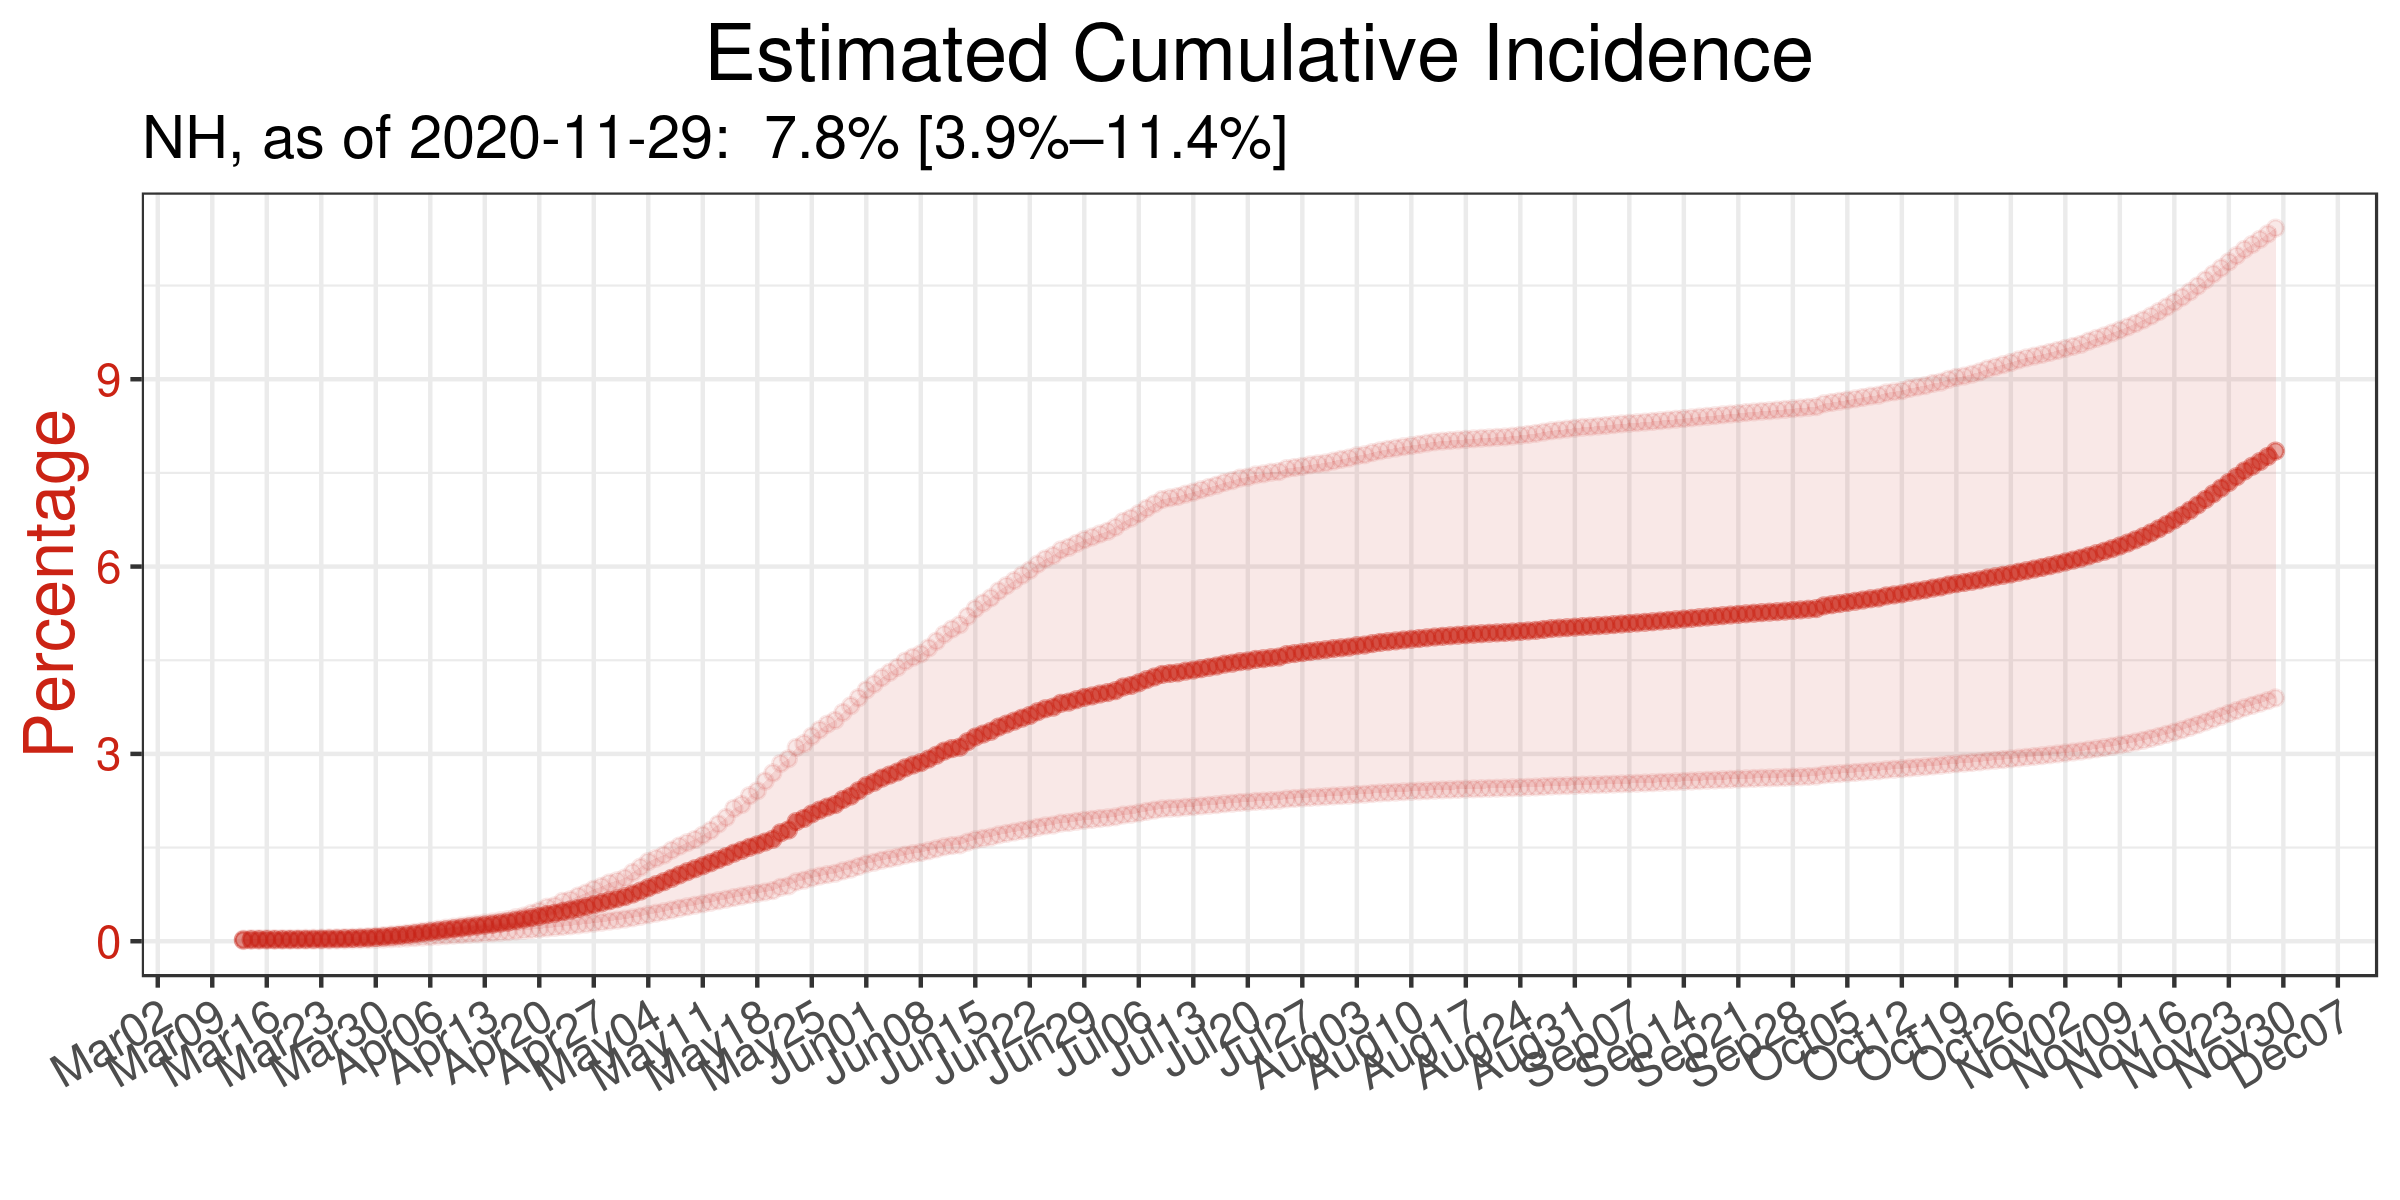 Estimated Cumulative Incidence
NH, as of 2020-11-29:  7.8% [3.9%–11.4%]
Percentage
9
6
3
0
Mar02
Mar09
Mar16
Mar23
Mar30
Apr06
Apr13
Apr20
Apr27
May04
May11
May18
May25
Jun01
Jun08
Jun15
Jun22
Jun29
Jul06
Jul13
Jul20
Jul27
Aug03
Aug10
Aug17
Aug24
Aug31
Sep07
Sep14
Sep21
Sep28
Oct05
Oct12
Oct19
Oct26
Nov02
Nov09
Nov16
Nov23
Nov30
Dec07